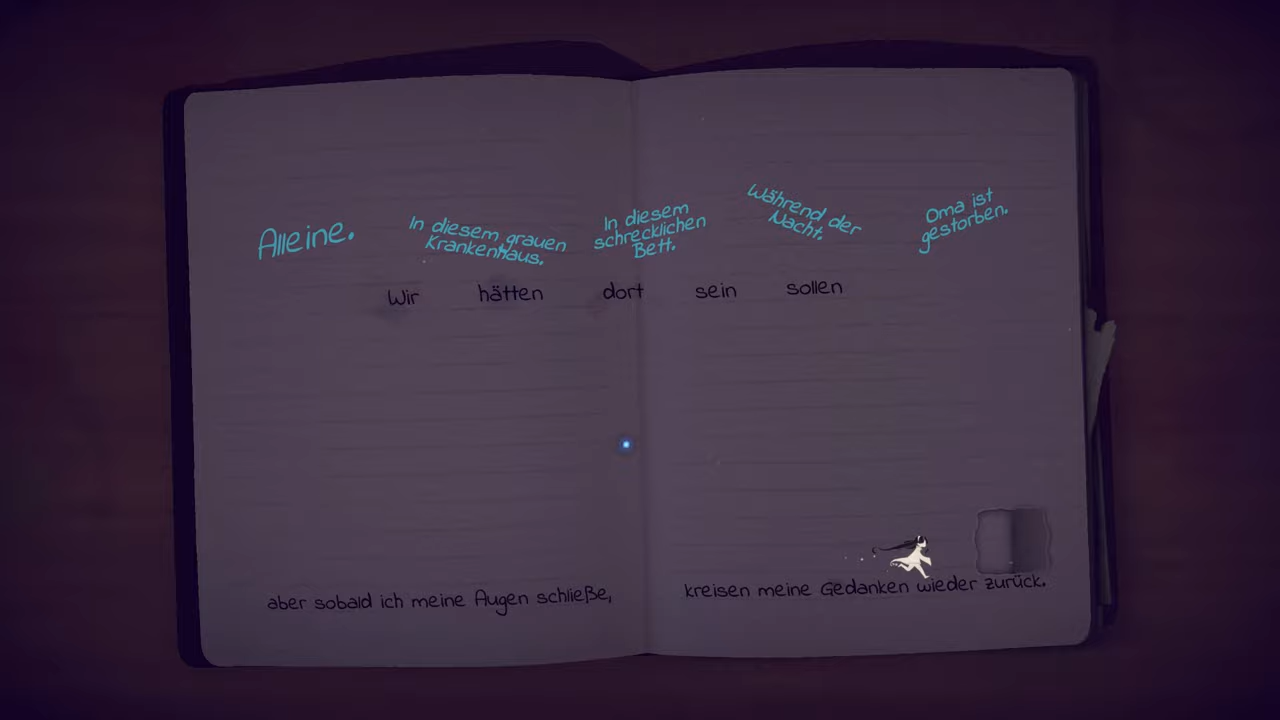 Alleine.
In diesem grauen
Krankenhaus.
In diesem
schrecklichen
Bett.
Während der
Nacht.
Oma ist
gestorben.
Wir hätten dort sein sollen
aber sobald ich meine Augen schließe,
kreisen meine Gedanken wieder zurück.